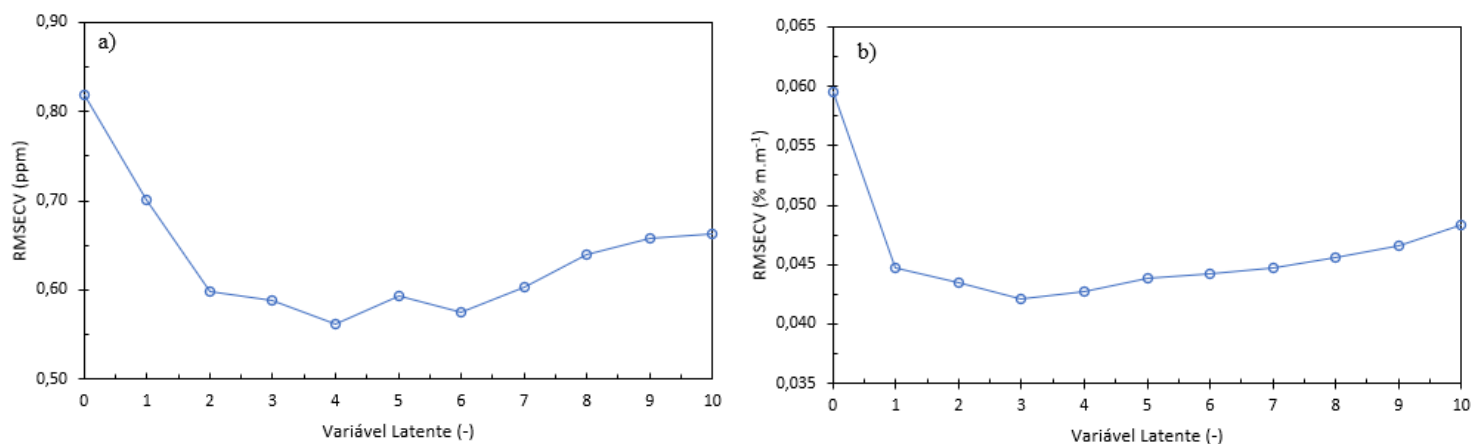 a)
RMSECV (ppm)
0,90
0,80
0,70
0,60
0,50
0 1 2 3 4 5 6 7 8 9 10
Variável Latente (-)
b)
RMSECV (% m.m⁻¹)
0,065
0,060
0,055
0,050
0,045
0,040
0,035
0 1 2 3 4 5 6 7 8 9 10
Variável Latente (-)